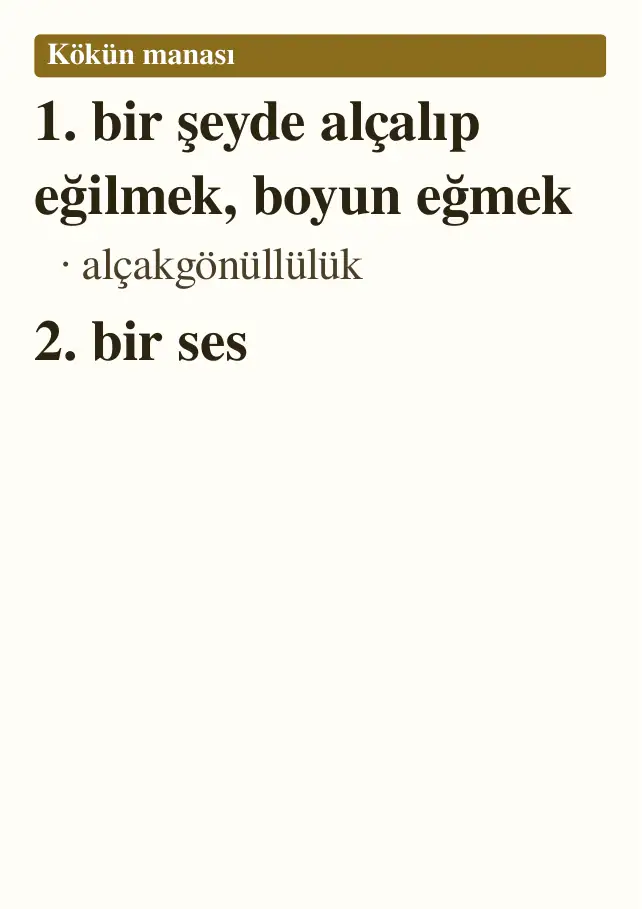 Kökün manası
1. bir şeyde alçalıp
eğilmek, boyun eğmek
· alçakgönüllülük
2. bir ses